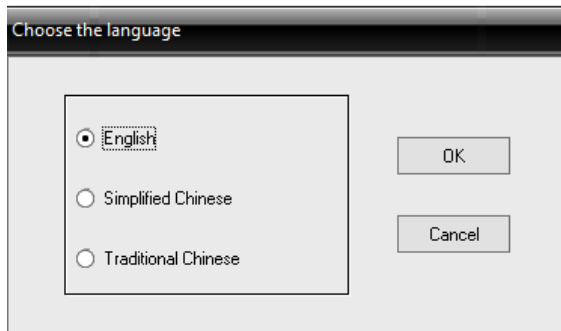 Choose the language
English
Simplified Chinese
Traditional Chinese
OK
Cancel